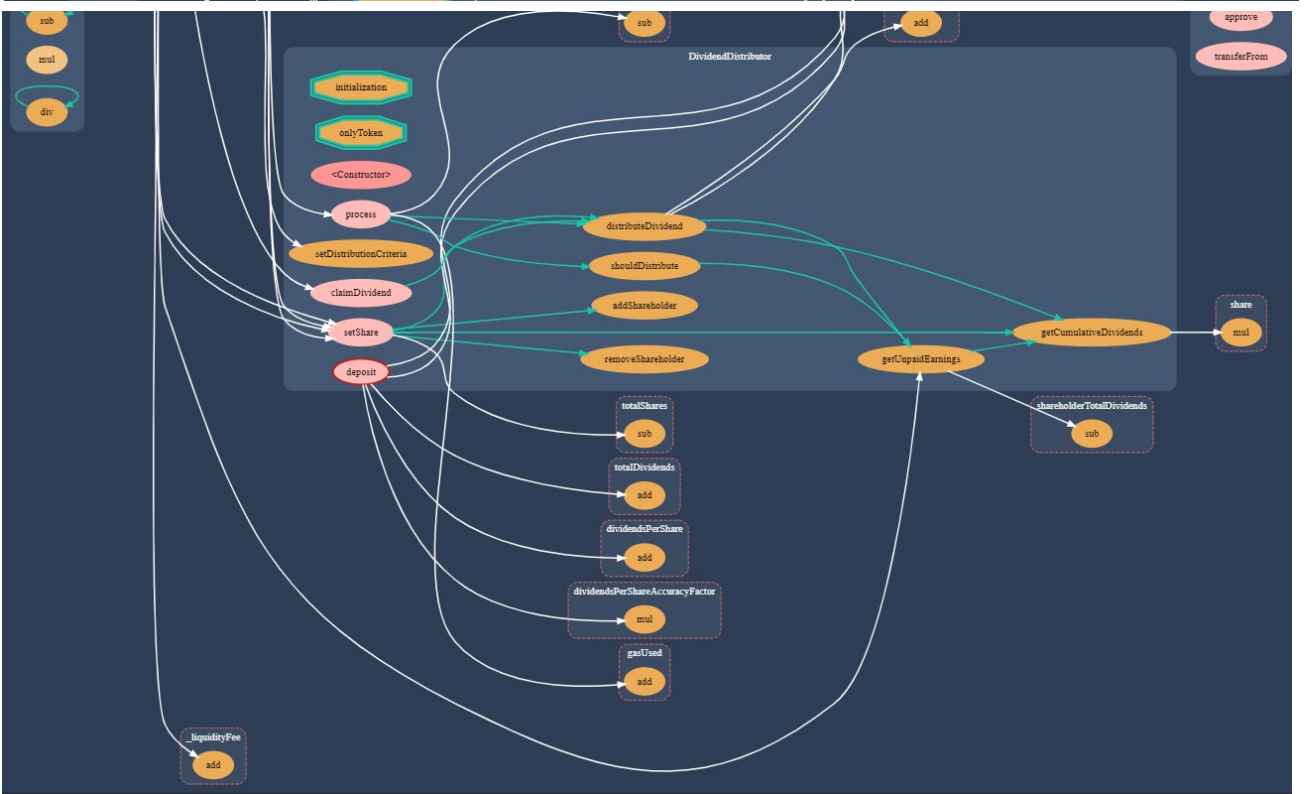 sub
mul
div
sub
add
approve
transferFrom
DividendDistributor
initialization
onlyToken
<Constructor>
process
setDistributionCriteria
claimDividend
setShare
deposit
distributeDividend
shouldDistribute
addShareholder
removeShareholder
getUnpaidEarnings
getCumulativeDividends
share
mul
totalShares
sub
shareholderTotalDividends
sub
totalDividends
add
dividendsPerShare
add
dividendsPerShareAccuracyFactor
mul
gasUsed
add
_liquidityFee
add